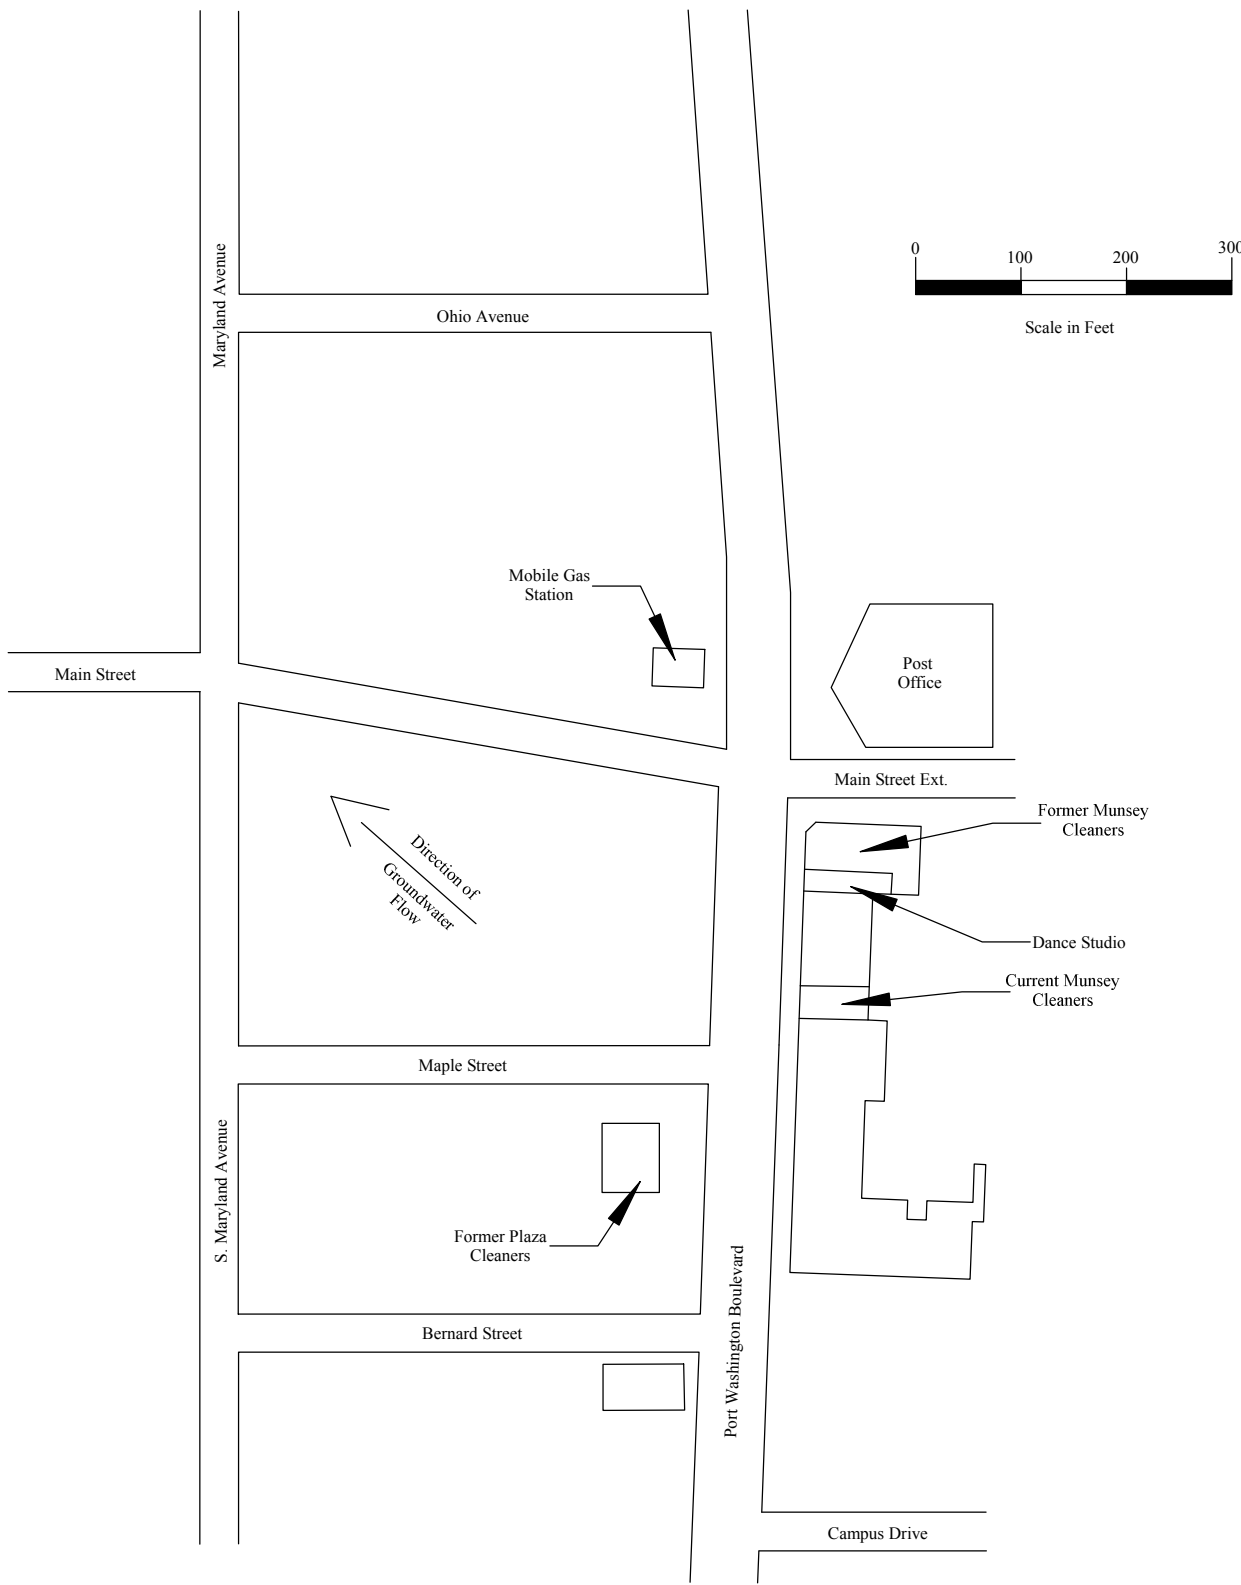 0
100
200
300
Scale in Feet
Maryland Avenue
Ohio Avenue
Mobile Gas
Station
Main Street
Post
Office
Main Street Ext.
Former Munsey
Cleaners
Direction of
Groundwater
Flow
Dance Studio
Current Munsey
Cleaners
Maple Street
S. Maryland Avenue
Former Plaza
Cleaners
Port Washington Boulevard
Bernard Street
Campus Drive